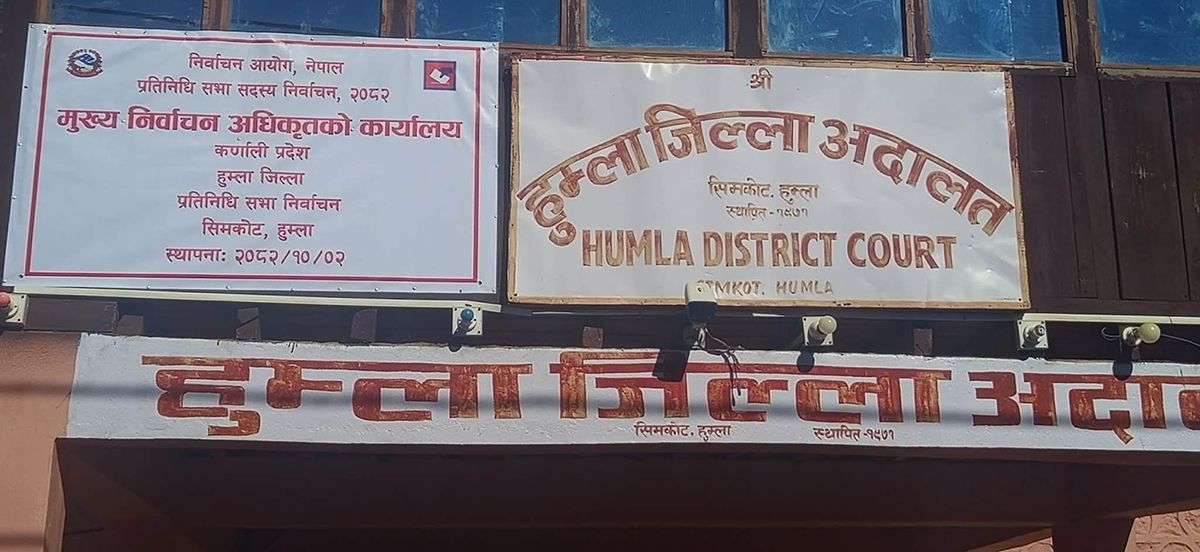 निर्वाचन आयोग, नेपाल
प्रतिनिधि सभा सदस्य निर्वाचन, २०८२
मुख्य निर्वाचन अधिकृतको कार्यालय
कर्णाली प्रदेश
हुम्ला जिल्ला
प्रतिनिधि सभा निर्वाचन
सिमकोट, हुम्ला
स्थापनाः २०८२/१०/०२
श्री
हुम्ला जिल्ला अदालत
सिमकोट, हुम्ला
स्थापित - १९७१
HUMLA DISTRICT COURT
SIMKOT, HUMLA
हुम्ला जिल्ला अदा
सिमकोट, हुम्ला स्थापित - १९७१